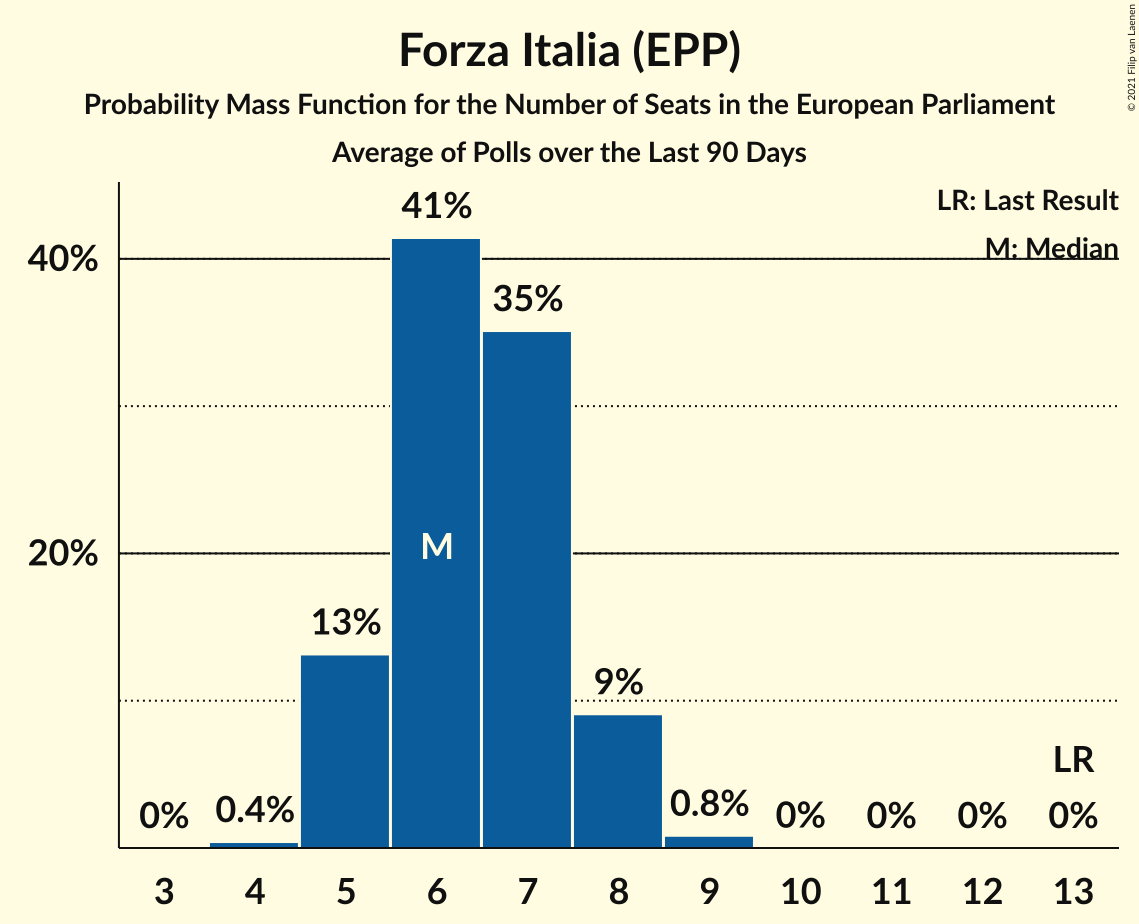 Forza Italia (EPP)
Probability Mass Function for the Number of Seats in the European Parliament
Average of Polls over the Last 90 Days
© 2021 Filip van Laenen
LR: Last Result
M: Median
40%
20%
0%
0.4%
13%
41%
M
35%
9%
0.8%
0%
0%
0%
LR
0%
3 4 5 6 7 8 9 10 11 12 13